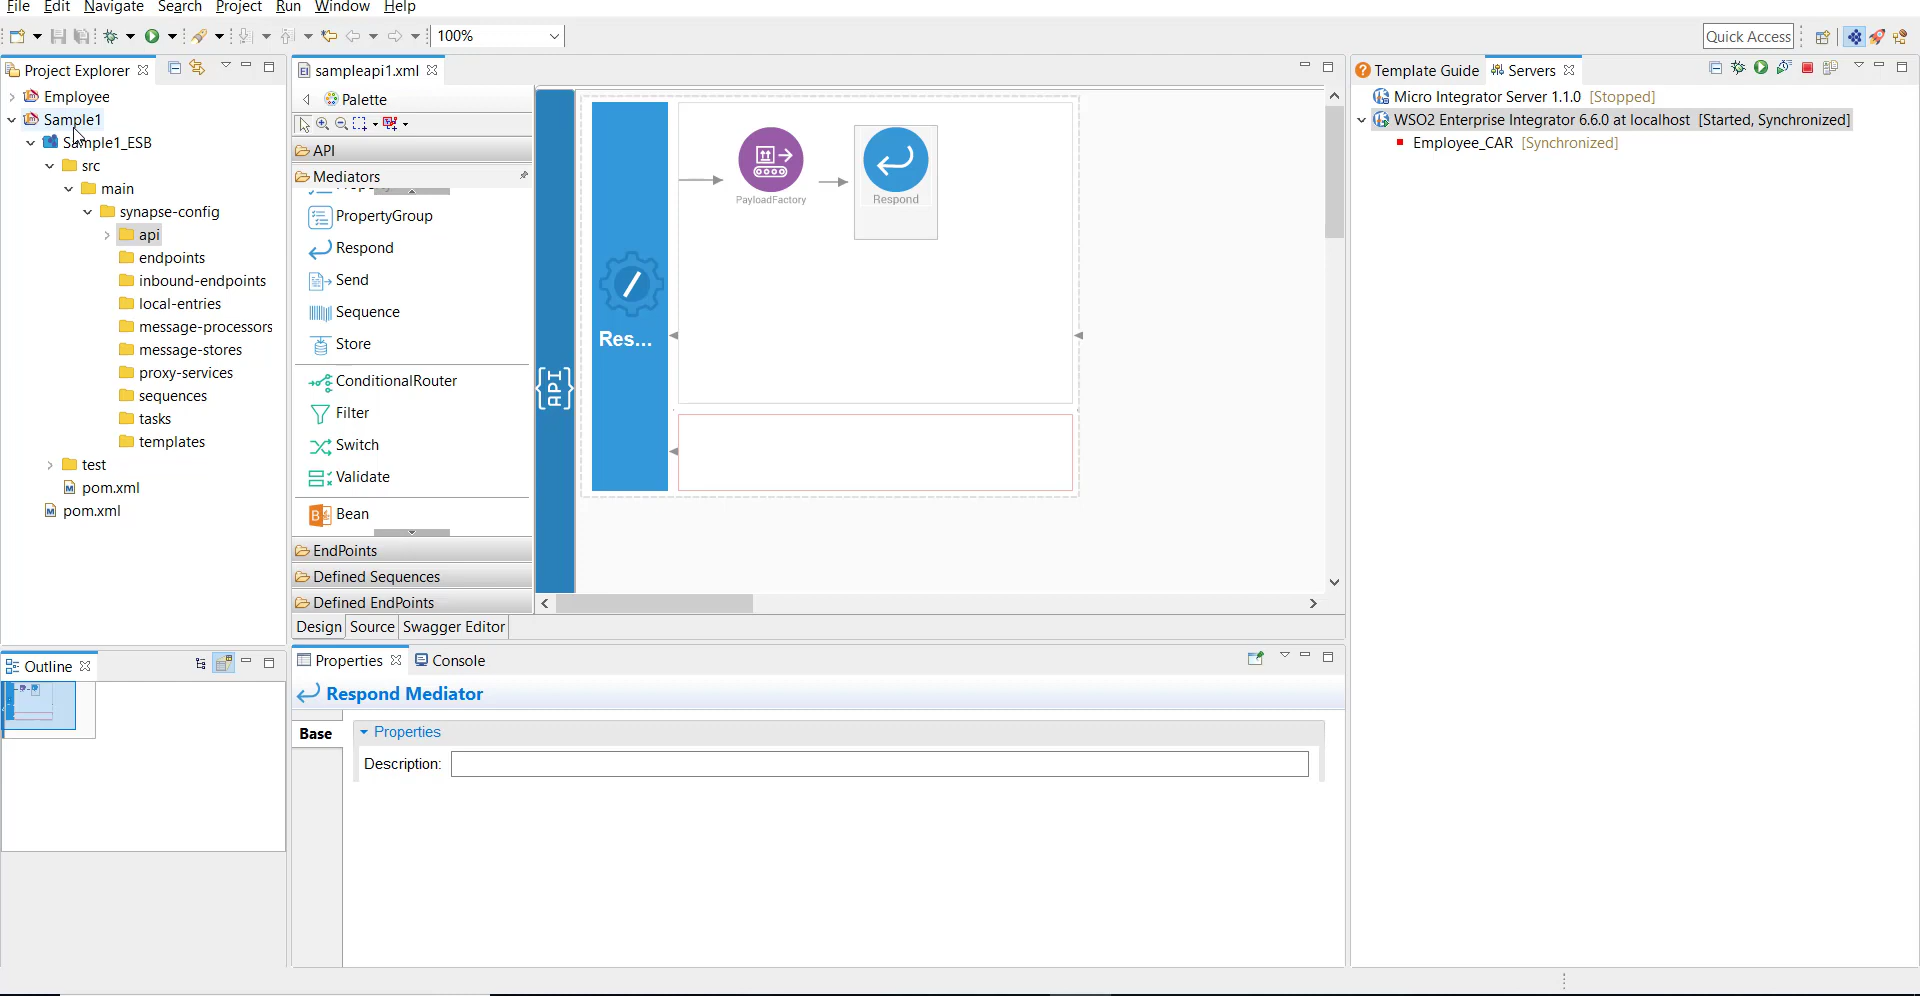 File Edit Navigate Search Project Run Window Help
100%
Quick Access
Project Explorer
Employee
Sample1
Sample1_ESB
src
main
synapse-config
api
endpoints
inbound-endpoints
local-entries
message-processors
message-stores
proxy-services
sequences
tasks
templates
test
pom.xml
pom.xml
Outline
sampleapi1.xml
Palette
API
Mediators
PropertyGroup
Respond
Send
Sequence
Store
ConditionalRouter
Filter
Switch
Validate
Bean
EndPoints
Defined Sequences
Defined EndPoints
{API}
Res...
PayloadFactory
Respond
Design Source Swagger Editor
Properties Console
Respond Mediator
Base
Properties
Description:
Template Guide Servers
Micro Integrator Server 1.1.0 [Stopped]
WSO2 Enterprise Integrator 6.6.0 at localhost [Started, Synchronized]
Employee_CAR [Synchronized]